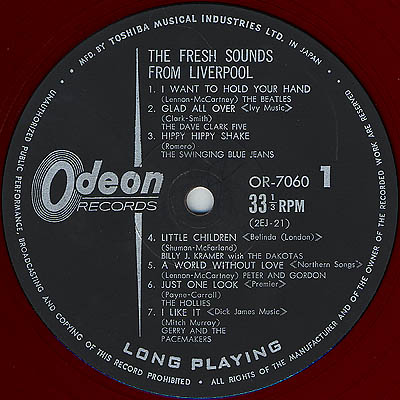 MFD. BY TOSHIBA MUSICAL INDUSTRIES LTD. IN JAPAN.
THE FRESH SOUNDS
FROM LIVERPOOL
1. I WANT TO HOLD YOUR HAND
(Lennon-McCartney) THE BEATLES
2. GLAD ALL OVER <Ivy Music>
(Clark-Smith)
THE DAVE CLARK FIVE
3. HIPPY HIPPY SHAKE
(Romero)
THE SWINGING BLUE JEANS
Odeon
RECORDS
OR-7060 1
33 1/3 RPM
(2EJ-21)
4. LITTLE CHILDREN <Belinda (London)>
(Shuman-McFarland)
BILLY J. KRAMER with THE DAKOTAS
5. A WORLD WITHOUT LOVE <Northern Songs>
(Lennon-McCartney) PETER AND GORDON
6. JUST ONE LOOK <Premier>
(Payne-Carroll)
THE HOLLIES
7. I LIKE IT <Dick James Music>
(Mitch Murray)
GERRY AND THE
PACEMAKERS
LONG PLAYING
UNAUTHORIZED PUBLIC PERFORMANCE, BROADCASTING AND COPYING OF THIS RECORD PROHIBITED • ALL RIGHTS OF THE MANUFACTURER AND OF THE OWNER OF THE RECORDED WORK ARE RESERVED.